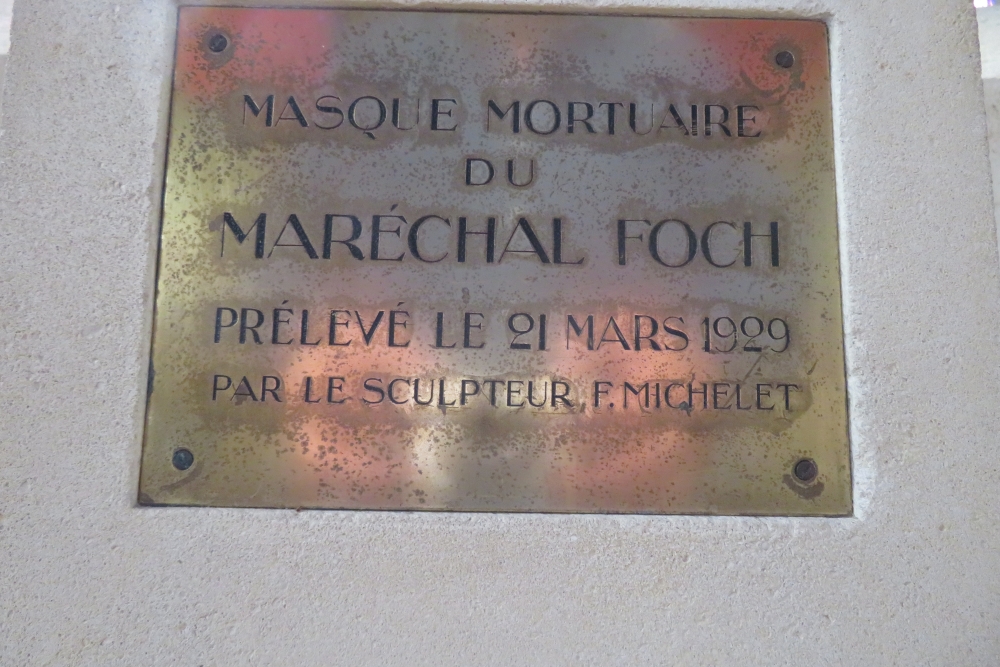 MASQUE MORTUAIRE
DU
MARÉCHAL FOCH
PRÉLEVÉ LE 21 MARS 1929
PAR LE SCULPTEUR F. MICHELET